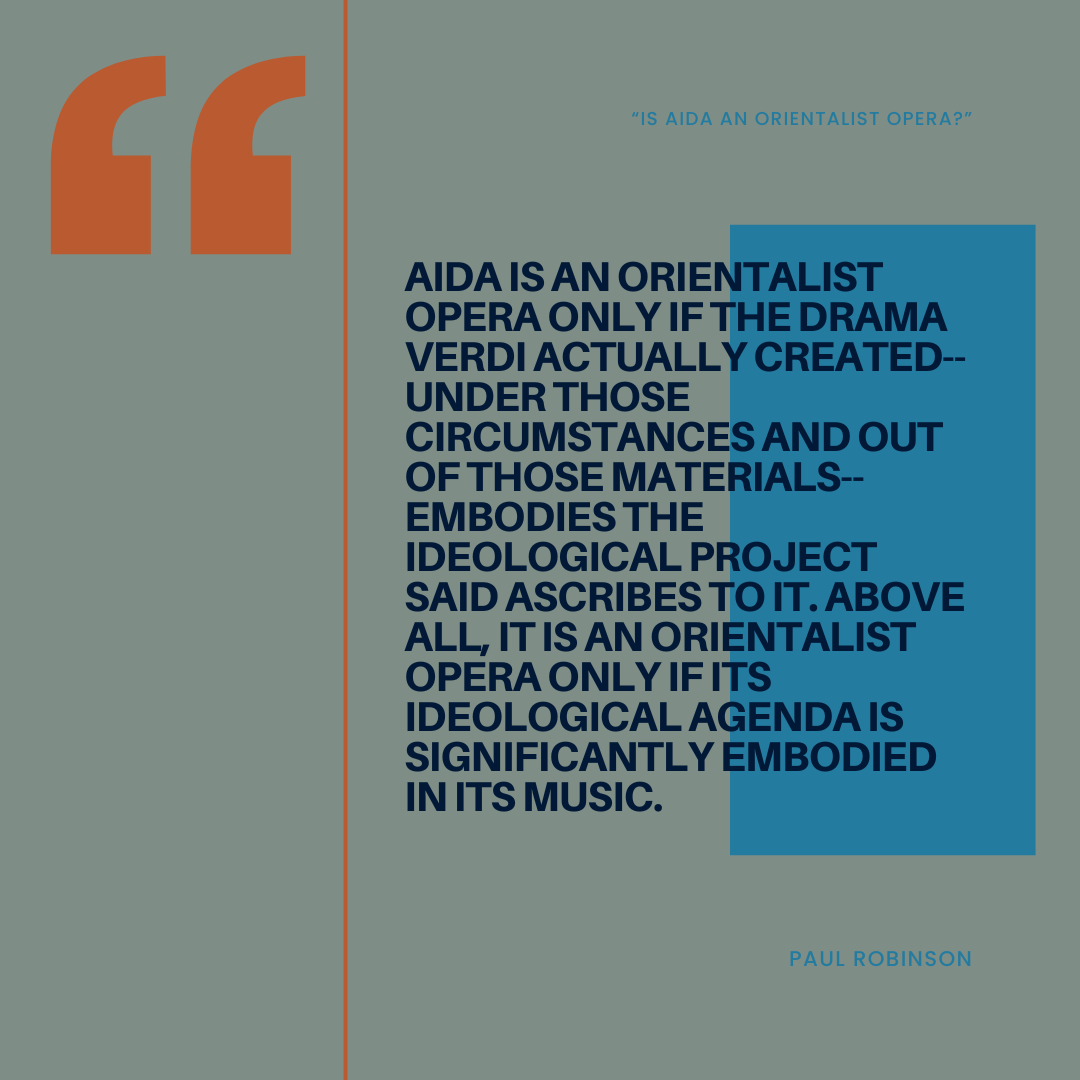 “IS AIDA AN ORIENTALIST OPERA?”
AIDA IS AN ORIENTALIST
OPERA ONLY IF THE DRAMA
VERDI ACTUALLY CREATED--
UNDER THOSE
CIRCUMSTANCES AND OUT
OF THOSE MATERIALS--
EMBODIES THE
IDEOLOGICAL PROJECT
SAID ASCRIBES TO IT. ABOVE
ALL, IT IS AN ORIENTALIST
OPERA ONLY IF ITS
IDEOLOGICAL AGENDA IS
SIGNIFICANTLY EMBODIED
IN ITS MUSIC.
PAUL ROBINSON